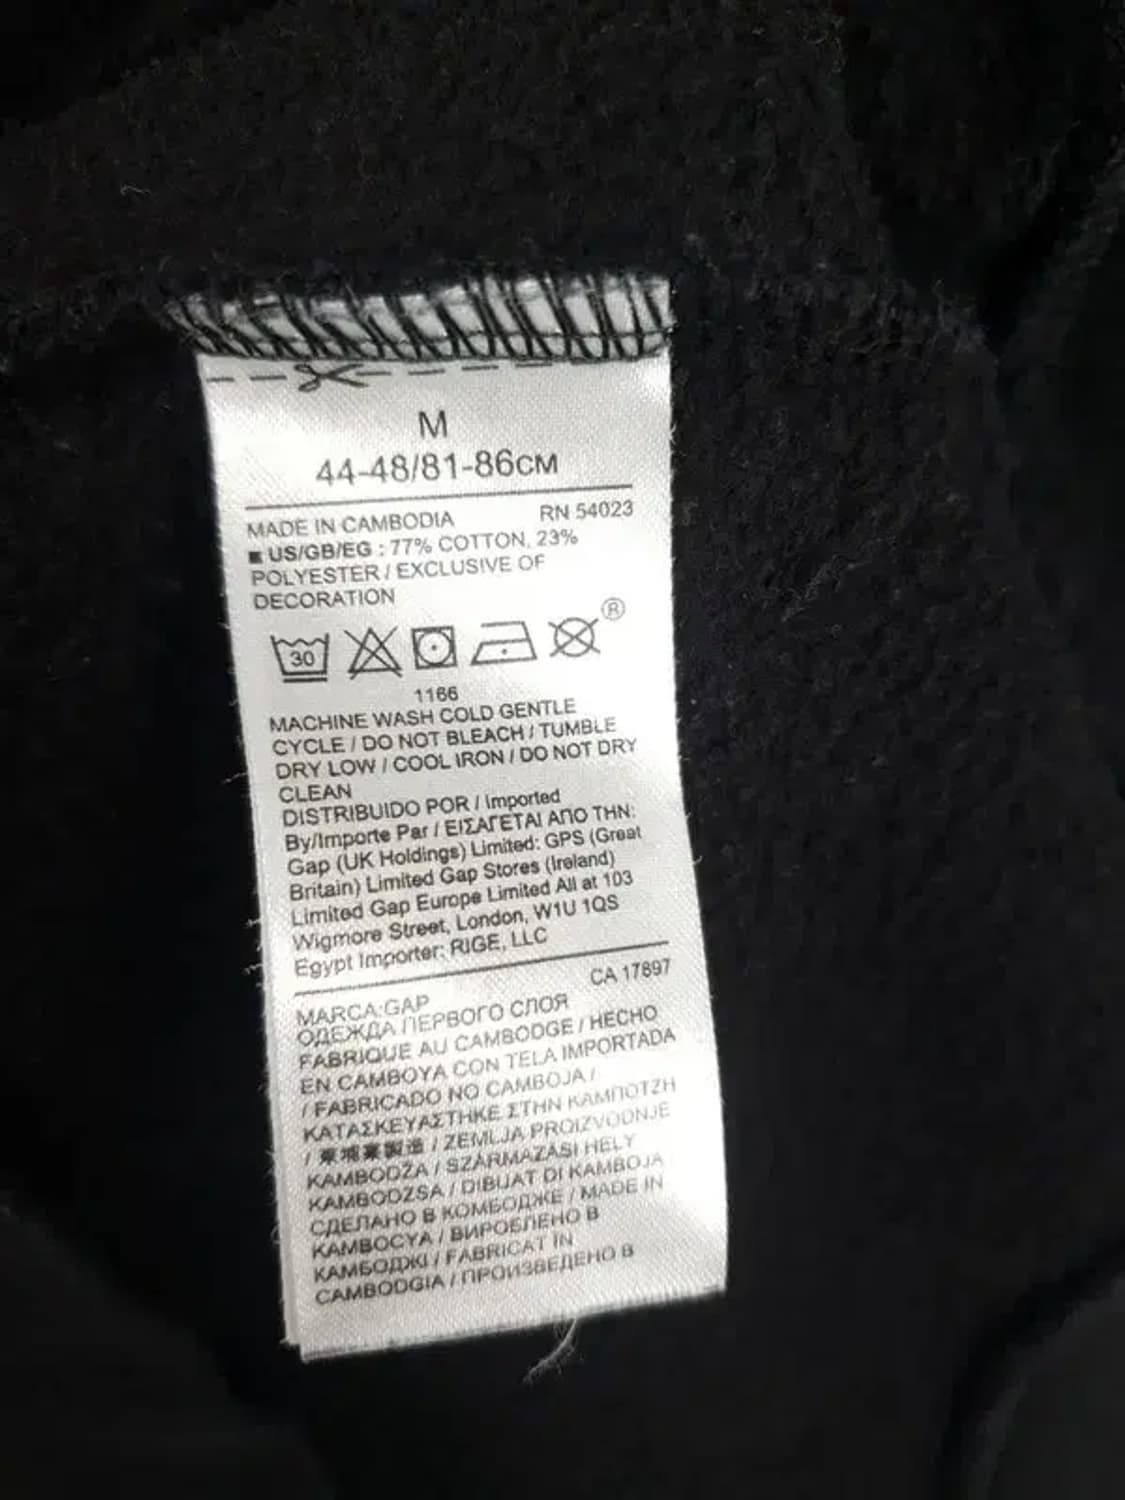 M
44-48/81-86CM
MADE IN CAMBODIA RN 54023
■ US/GB/EG : 77% COTTON, 23%
POLYESTER / EXCLUSIVE OF
DECORATION
30
®
1166
MACHINE WASH COLD GENTLE
CYCLE / DO NOT BLEACH / TUMBLE
DRY LOW / COOL IRON / DO NOT DRY
CLEAN
DISTRIBUIDO POR / Imported
By/Importe Par / ΕΙΣΑΓΕΤΑΙ ΑΠΟ ΤΗΝ:
Gap (UK Holdings) Limited: GPS (Great
Britain) Limited Gap Stores (Ireland)
Limited Gap Europe Limited All at 103
Wigmore Street, London, W1U 1QS
Egypt Importer: RIGE, LLC
CA 17897
MARCA:GAP
ОДЕЖДА ПЕРВОГО СЛОЯ
FABRIQUE AU CAMBODGE / HECHO
EN CAMBOYA CON TELA IMPORTADA
/ FABRICADO NO CAMBOJA /
ΚΑΤΑΣΚΕΥΑΣΤΗΚΕ ΣΤΗΝ ΚΑΜΠΟΤΖΗ
/ 柬埔寨製造 / ZEMLJA PROIZVODNJE
KAMBODŽA / SZÁRMAZÁSI HELY
KAMBODZSA / DIBUAT DI KAMBOJA
СДЕЛАНО В КОМБОДЖЕ / MADE IN
KAMBOCYA / ВИРОБЛЕНО В
КАМБОДЖІ / FABRICAT IN
CAMBODGIA / ПРОИЗВЕДЕНО В